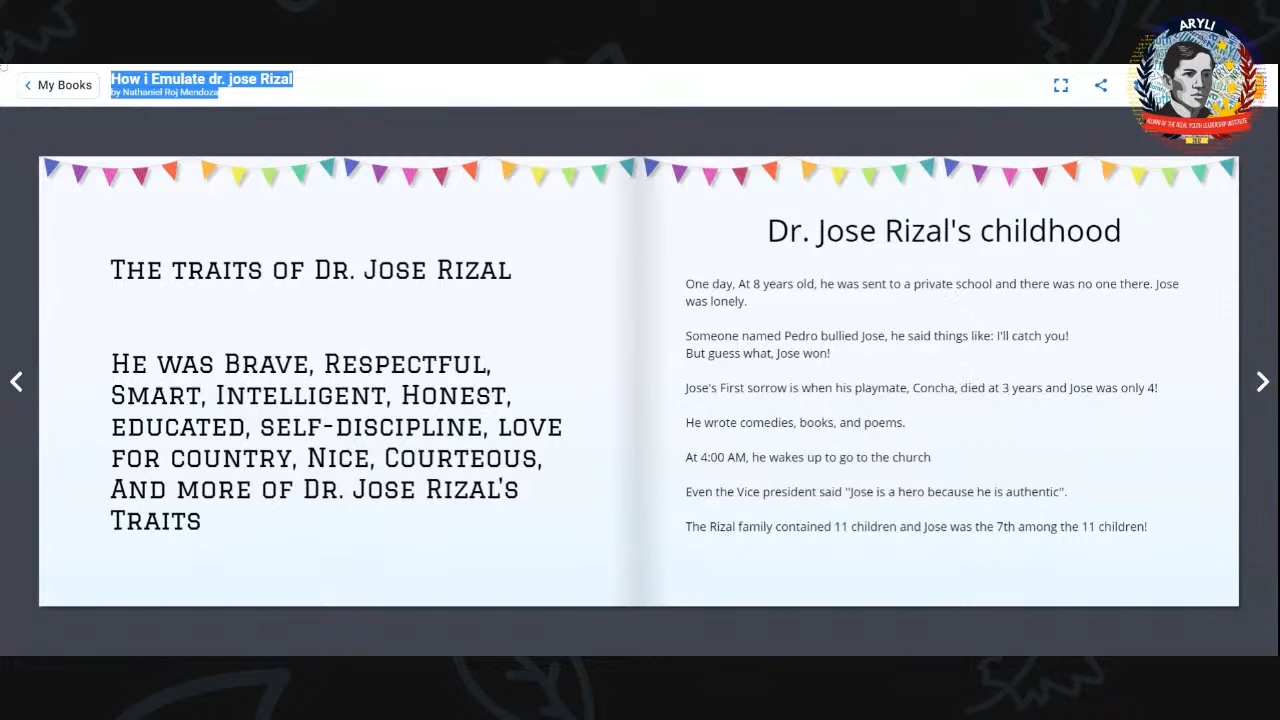 ARYLI
ALUMNI OF THE RIZAL YOUTH LEADERSHIP INSTITUTE
My Books
How i Emulate dr. jose Rizal
by Nathaniel Roj Mendoza
The traits of Dr. Jose Rizal
He was Brave, Respectful,
Smart, Intelligent, Honest,
educated, self-discipline, love
for country, Nice, Courteous,
And more of Dr. Jose Rizal's
Traits
Dr. Jose Rizal's childhood
One day, At 8 years old, he was sent to a private school and there was no one there. Jose
was lonely.
Someone named Pedro bullied Jose, he said things like: I'll catch you!
But guess what, Jose won!
Jose's First sorrow is when his playmate, Concha, died at 3 years and Jose was only 4!
He wrote comedies, books, and poems.
At 4:00 AM, he wakes up to go to the church
Even the Vice president said "Jose is a hero because he is authentic".
The Rizal family contained 11 children and Jose was the 7th among the 11 children!